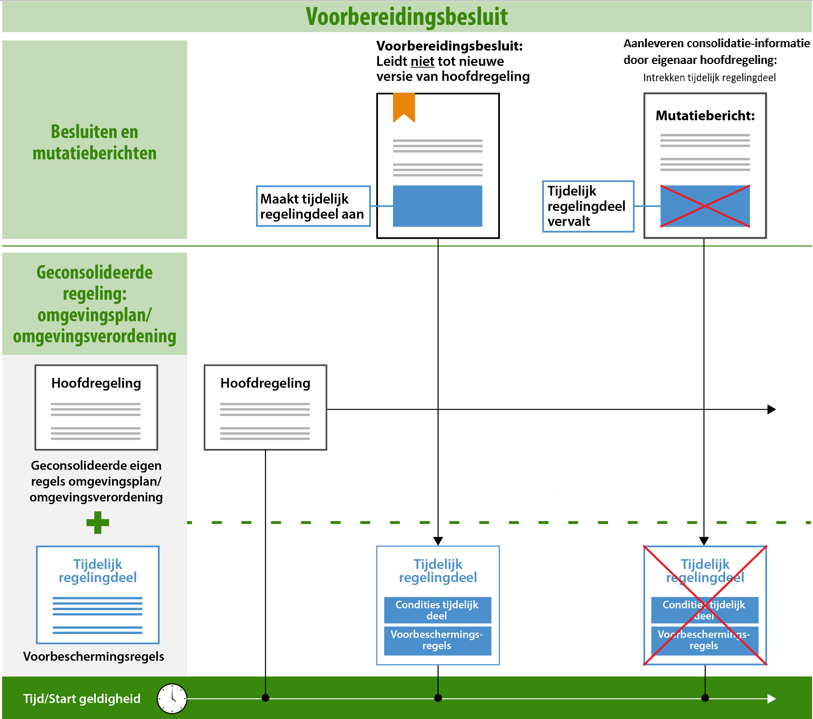 Voorbereidingsbesluit
Besluiten en
mutatieberichten
Voorbereidingsbesluit:
Leidt niet tot nieuwe
versie van hoofdregeling
Maakt tijdelijk
regelingdeel aan
Aanleveren consolidatie-informatie
door eigenaar hoofdregeling:
Intrekken tijdelijk regelingdeel
Mutatiebericht:
Tijdelijk
regelingdeel
vervalt
Geconsolideerde
regeling:
omgevingsplan/
omgevingsverordening
Hoofdregeling
Geconsolideerde eigen
regels omgevingsplan/
omgevingsverordening
Tijdelijk
regelingdeel
Voorbeschermingsregels
Hoofdregeling
Tijdelijk
regelingdeel
Condities tijdelijk
deel
Voorbeschermings-
regels
Tijdelijk
regelingdeel
Condities tijdelijk
deel
Voorbeschermings-
regels
Tijd/Start geldigheid